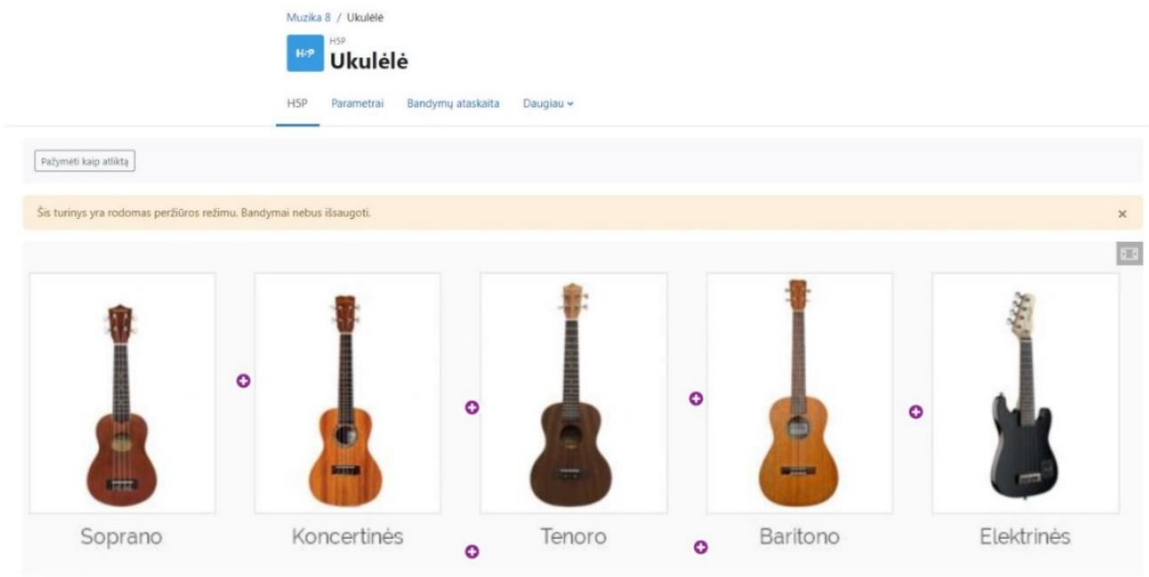 Muzika 8 / Ukulėlė
H5P
H5P
Ukulėlė
H5P Parametrai Bandymų ataskaita Daugiau
Pažymėti kaip atliktą
Šis turinys yra rodomas peržiūros režimu. Bandymai nebus išsaugoti. ×
Soprano Koncertinės Tenoro Baritono Elektrinės